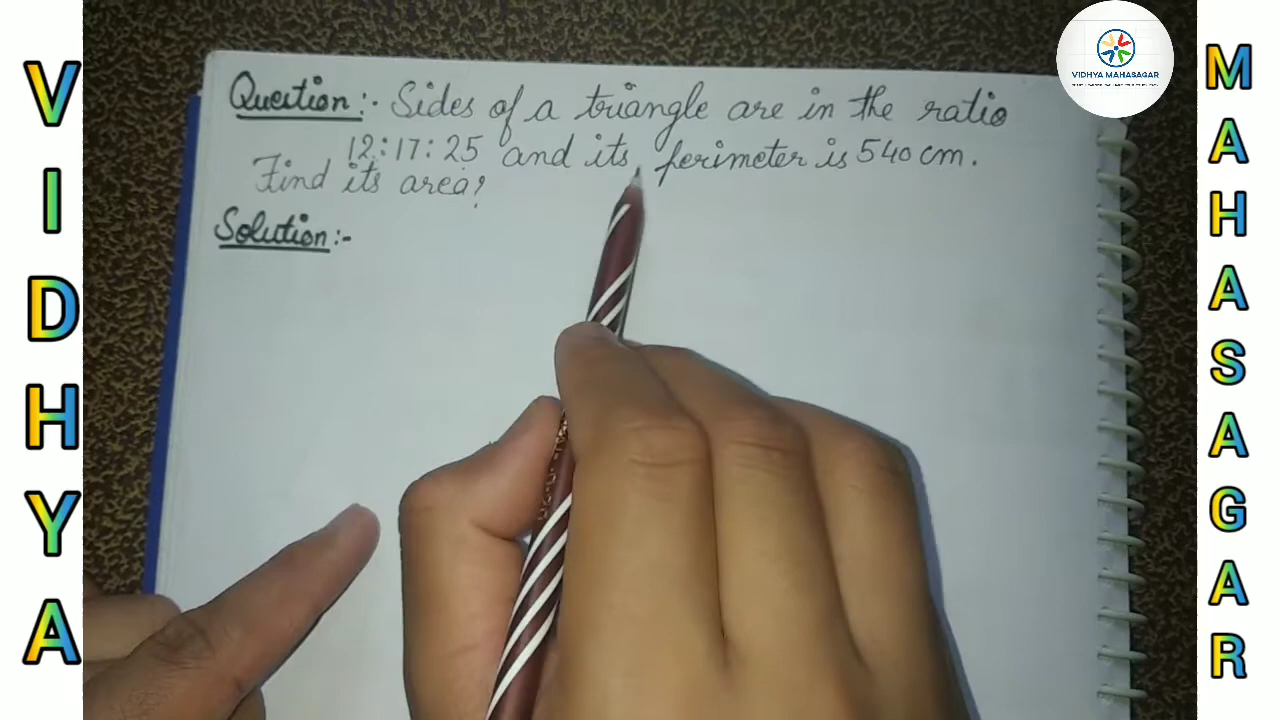 VIDHYA
Question :- Sides of a triangle are in the ratio
12:17:25 and its perimeter is 540 cm.
Find its area?
Solution:-
VIDHYA MAHASAGAR
MAHASAGAR